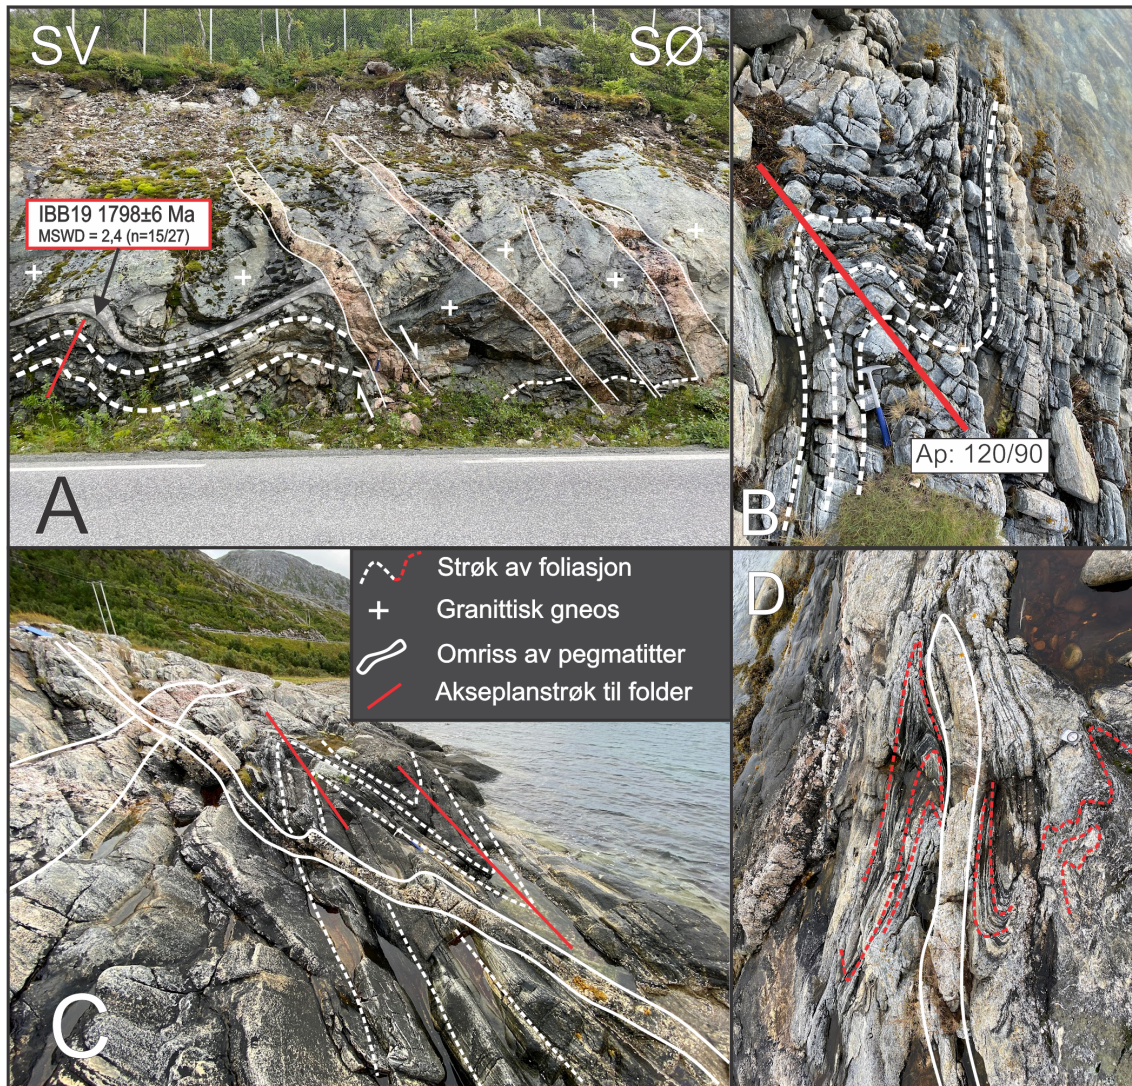 SV
SØ
IBB19 1798±6 Ma
MSWD = 2,4 (n=15/27)
A
B
Ap: 120/90
C
Strøk av foliasjon
Granittisk gneos
Omriss av pegmatitter
Akseplanstrøk til folder
D